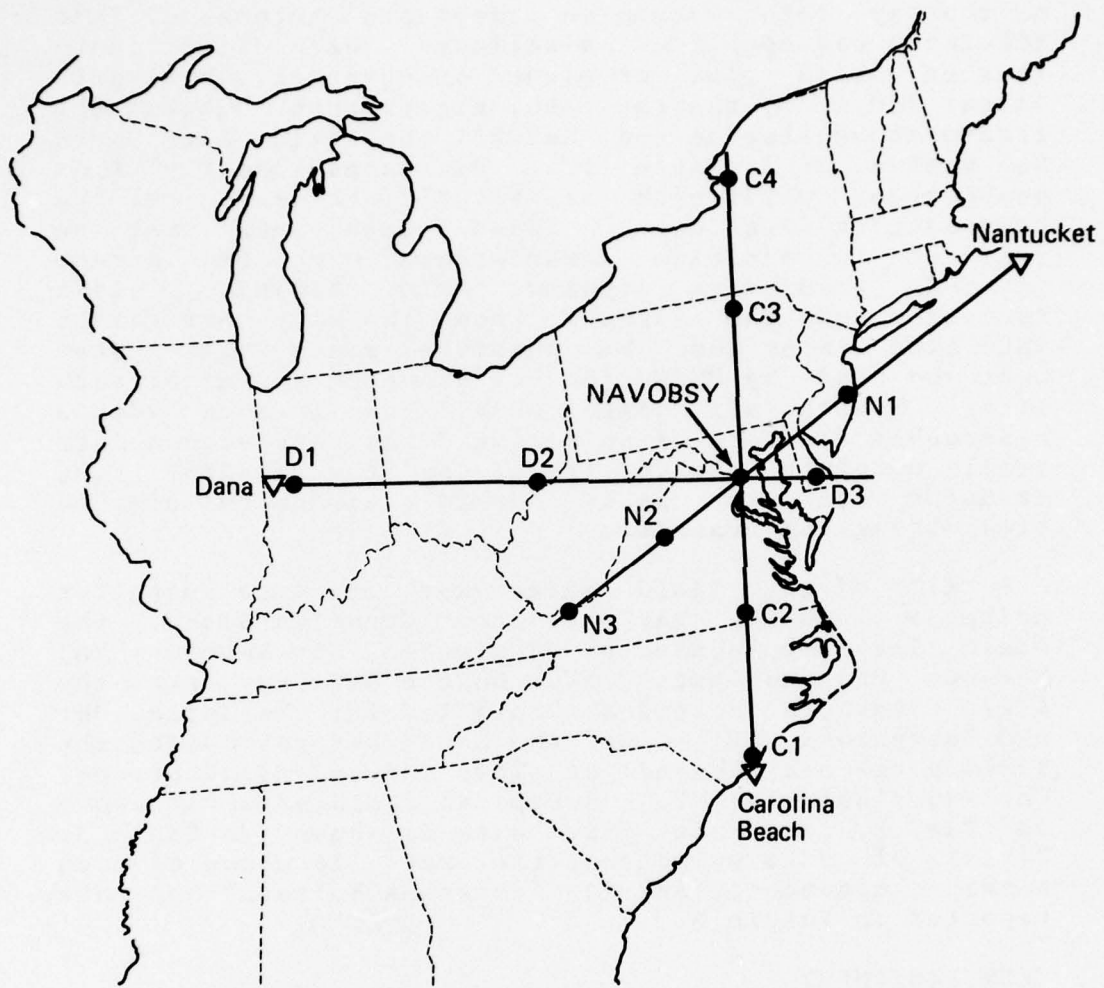 C4
Nantucket
C3
NAVOBSY
N1
D1
D2
Dana
D3
N2
N3
C2
C1
Carolina
Beach